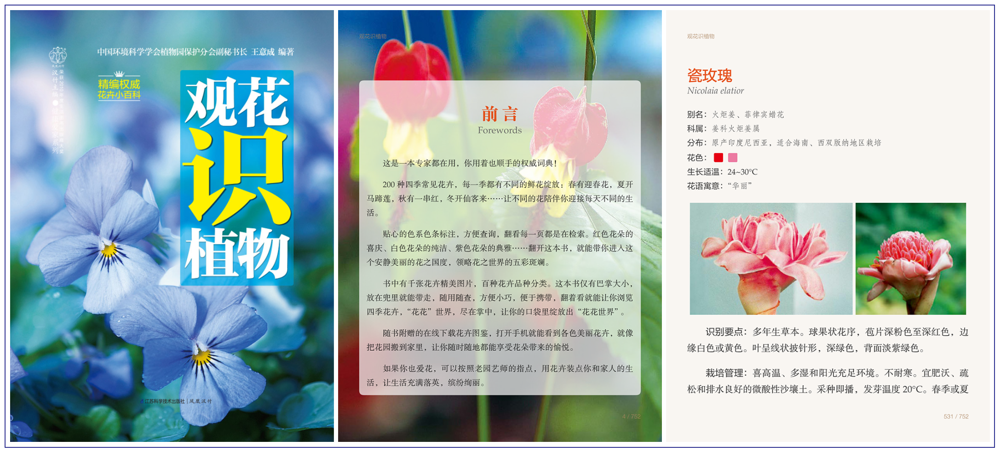 中国环境科学学会植物园保护分会副秘书长 王意成 编著
凤凰汉竹
精编权威
花卉小百科
观花
识
植物
江苏科学技术出版社 | 凤凰汉竹
观花识植物
前言
Forewords
这是一本专家都在用，你用着也顺手的权威词典！
200 种四季常见花卉，每一季都有不同的鲜花绽放：春有迎春花，夏开
马蹄莲，秋有一串红，冬开仙客来……让不同的花陪伴你迎接每天不同的生
活。
贴心的色系色条标注，方便查询，翻看每一页都是在检索。红色花朵的
喜庆、白色花朵的纯洁、紫色花朵的典雅……翻开这本书，就能带你进入这
个安静美丽的花之国度，领略花之世界的五彩斑斓。
书中有千张花卉精美图片，百种花卉品种分类。这本书仅有巴掌大小，
放在兜里就能带走，随用随查，方便小巧，便于携带，翻着看就能让你浏览
四季花卉，“花花”世界，尽在掌中，让你的口袋里绽放出“花花世界”。
随书附赠的在线下载花卉图鉴，打开手机就能看到各色美丽花卉，就像
把花园搬到家里，让你随时随地都能享受花朵带来的愉悦。
如果你也爱花，可以按照老园艺师的指点，用花卉装点你和家人的生
活，让生活充满落英，缤纷绚丽。
4 / 752
观花识植物
瓷玫瑰
Nicolaia elatior
别名：火炬姜、菲律宾蜡花
科属：姜科火炬姜属
分布：原产印度尼西亚，适合海南、西双版纳地区栽培
花色：
生长适温：24~30°C
花语寓意：“华丽”
识别要点：多年生草本。球果状花序，苞片深粉色至深红色，边
缘白色或黄色。叶呈线状披针形，深绿色，背面淡紫绿色。
栽培管理：喜高温、多湿和阳光充足环境。不耐寒。宜肥沃、疏
松和排水良好的微酸性沙壤土。采种即播，发芽温度 20°C。春季或夏
531 / 752